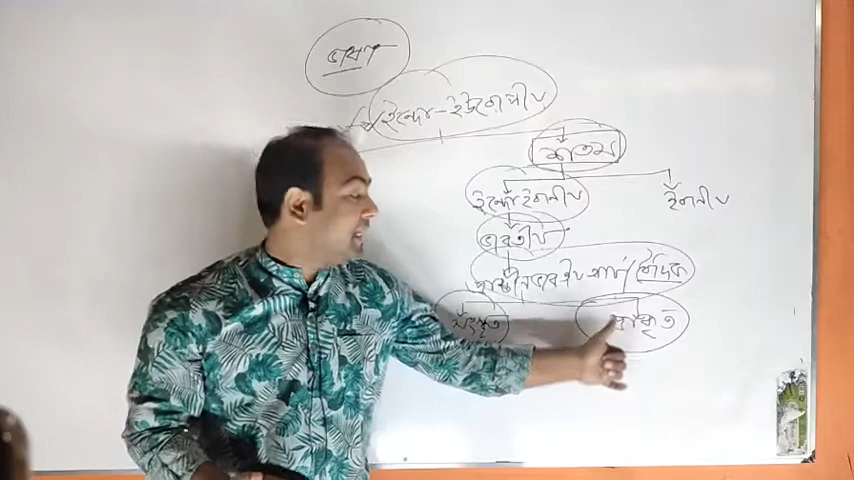 ভাষা
ইন্দো-ইউরোপীয়
শতম
ইন্দো ইরানীয় ইরানীয়
ভারতীয়
প্রাচীন ভারতীয় আর্য/বৈদিক
সংস্কৃত প্রাকৃত